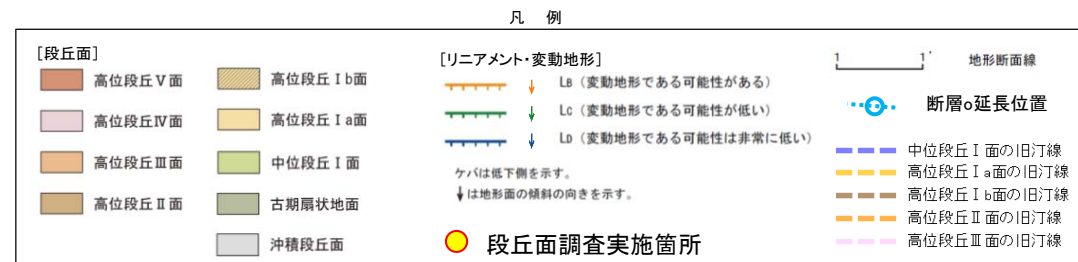 凡 例
[段丘面]
高位段丘Ⅴ面
高位段丘Ⅳ面
高位段丘Ⅲ面
高位段丘Ⅱ面
高位段丘Ⅰb面
高位段丘Ⅰa面
中位段丘Ⅰ面
古期扇状地面
沖積段丘面
[リニアメント・変動地形]
LB (変動地形である可能性がある)
LC (変動地形である可能性が低い)
LD (変動地形である可能性は非常に低い)
ケバは低下側を示す。
↓は地形面の傾斜の向きを示す。
段丘面調査実施箇所
1 1' 地形断面線
断層o延長位置
中位段丘Ⅰ面の旧汀線
高位段丘Ⅰa面の旧汀線
高位段丘Ⅰb面の旧汀線
高位段丘Ⅱ面の旧汀線
高位段丘Ⅲ面の旧汀線